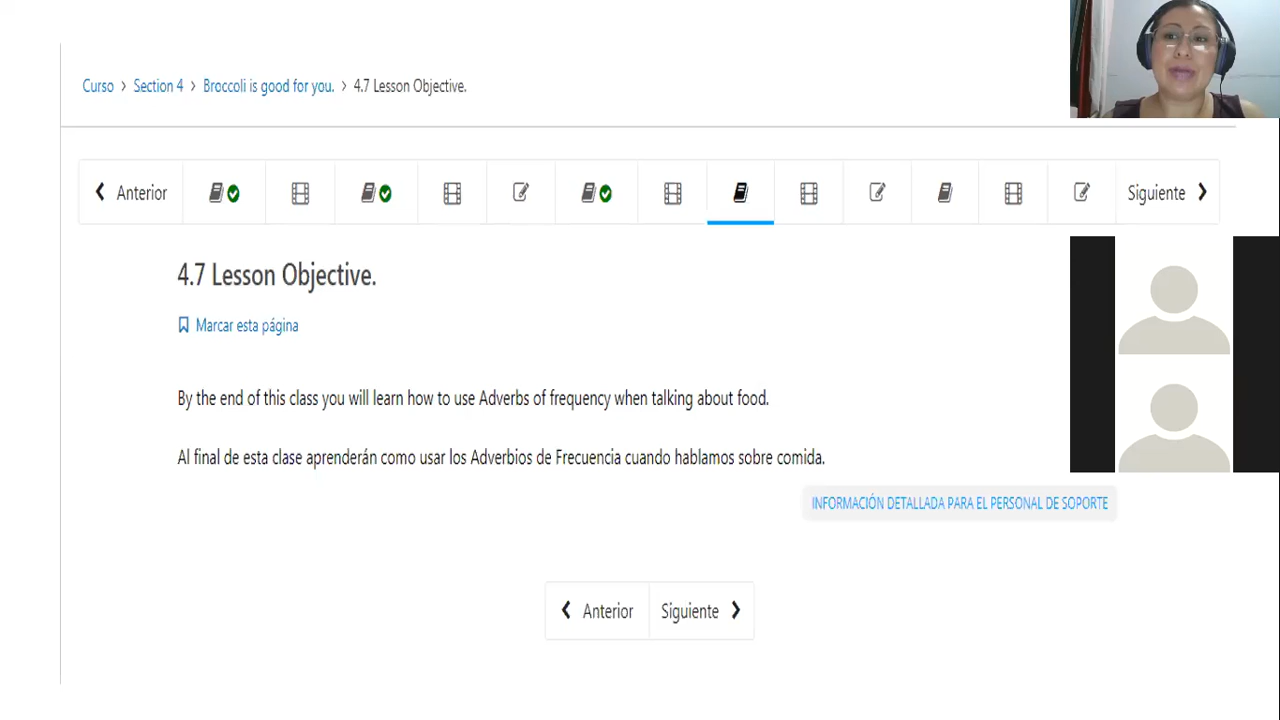 Curso > Section 4 > Broccoli is good for you. > 4.7 Lesson Objective.
Anterior
Siguiente
4.7 Lesson Objective.
Marcar esta página
By the end of this class you will learn how to use Adverbs of frequency when talking about food.
Al final de esta clase aprenderán como usar los Adverbios de Frecuencia cuando hablamos sobre comida.
INFORMACIÓN DETALLADA PARA EL PERSONAL DE SOPORTE
Anterior
Siguiente